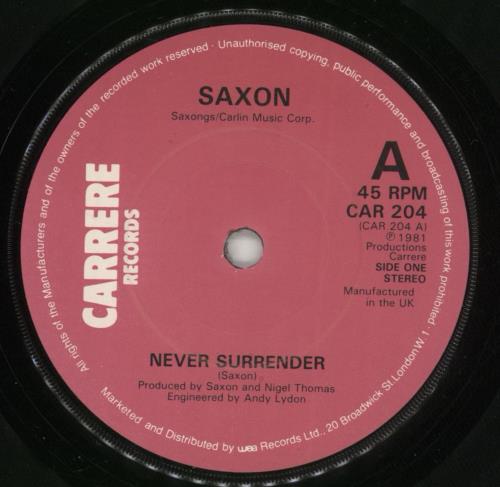 All rights of the Manufacturers and of the owners of the recorded work reserved · Unauthorised copying, public performance and broadcasting of this work prohibited
SAXON
Saxongs/Carlin Music Corp.
A
45 RPM
CAR 204
(CAR 204 A)
℗ 1981
Productions
Carrere
SIDE ONE
STEREO
Manufactured
in the UK
CARRERE
RECORDS
NEVER SURRENDER
(Saxon)
Produced by Saxon and Nigel Thomas
Engineered by Andy Lydon
Marketed and Distributed by wea Records Ltd., 20 Broadwick St. London W 1